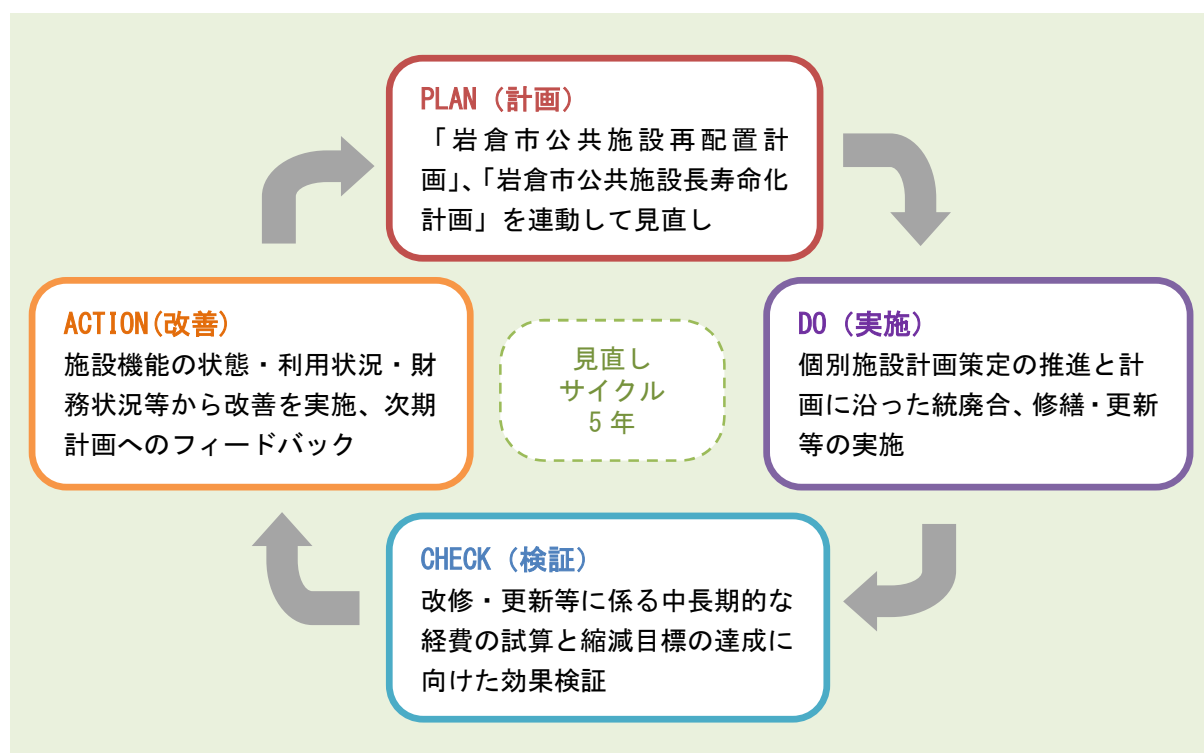 PLAN（計画）
「岩倉市公共施設再配置計
画」、「岩倉市公共施設長寿命化
計画」を連動して見直し
ACTION(改善)
施設機能の状態・利用状況・財
務状況等から改善を実施、次期
計画へのフィードバック
見直し
サイクル
5年
DO（実施）
個別施設計画策定の推進と計
画に沿った統廃合、修繕・更新
等の実施
CHECK（検証）
改修・更新等に係る中長期的な
経費の試算と縮減目標の達成に
向けた効果検証